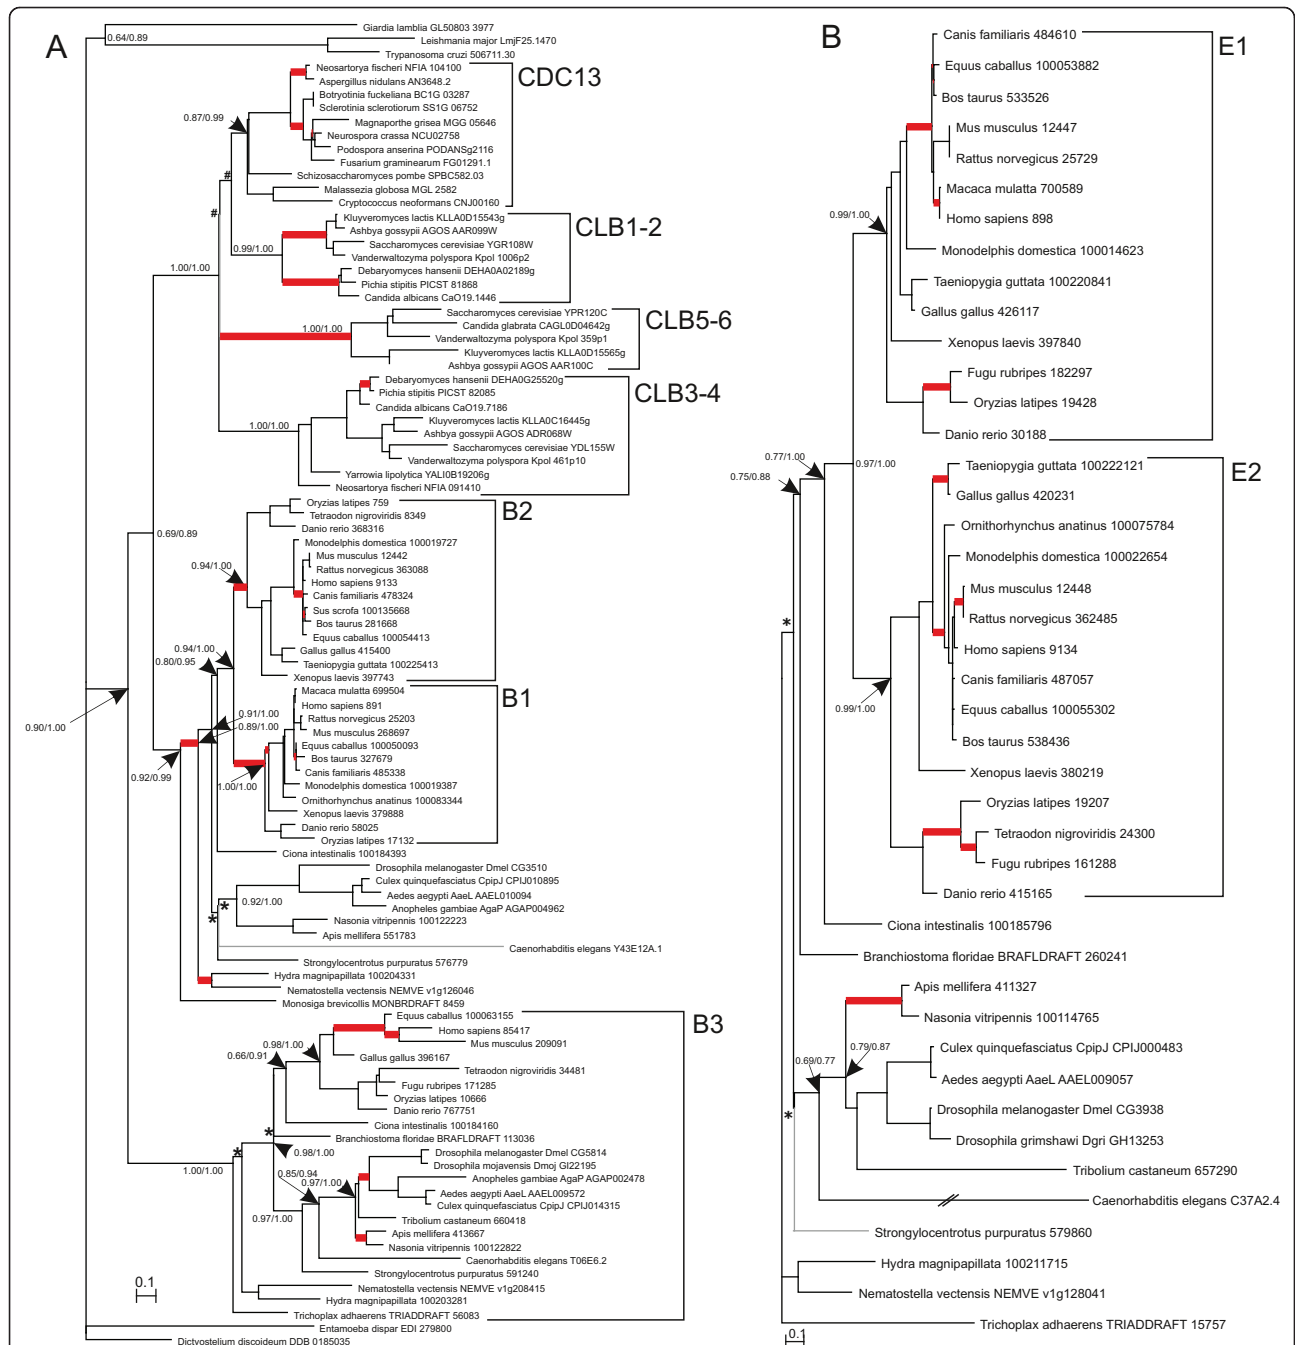 A
Giardia lamblia GL50803 3977
0.64/0.89
Leishmania major LmjF25.1470
Trypanosoma cruzi 506711.30
Neosartorya fischeri NFIA 104100
CDC13
Aspergillus nidulans AN3648.2
Botryotinia fuckeliana BC1G 03287
Sclerotinia sclerotiorum SS1G 06752
0.87/0.99
Magnaporthe grisea MGG 05646
Neurospora crassa NCU02758
Podospora anserina PODANSg2116
Fusarium graminearum FG01291.1
#
Schizosaccharomyces pombe SPBC582.03
Malassezia globosa MGL 2582
Cryptococcus neoformans CNJ00160
#
Kluyveromyces lactis KLLA0D15543g
CLB1-2
Ashbya gossypii AGOS AAR099W
Saccharomyces cerevisiae YGR108W
0.99/1.00
Vanderwaltozyma polyspora Kpol 1006p2
1.00/1.00
Debaryomyces hansenii DEHA0A02189g
Pichia stipitis PICST 81868
Candida albicans CaO19.1446
Saccharomyces cerevisiae YPR120C
CLB5-6
Candida glabrata CAGL0D04642g
1.00/1.00
Vanderwaltozyma polyspora Kpol 359p1
Kluyveromyces lactis KLLA0D15565g
Ashbya gossypii AGOS AAR100C
Debaryomyces hansenii DEHA0G25520g
CLB3-4
Pichia stipitis PICST 82085
Candida albicans CaO19.7186
Kluyveromyces lactis KLLA0C16445g
1.00/1.00
Ashbya gossypii AGOS ADR068W
Saccharomyces cerevisiae YDL155W
Vanderwaltozyma polyspora Kpol 461p10
Yarrowia lipolytica YALI0B19206g
Neosartorya fischeri NFIA 091410
Oryzias latipes 759
B2
Tetraodon nigroviridis 8349
Danio rerio 368316
0.69/0.89
Monodelphis domestica 100019727
Mus musculus 12442
0.94/1.00
Rattus norvegicus 363088
Homo sapiens 9133
Canis familiaris 478324
Sus scrofa 100135668
Bos taurus 281668
Equus caballus 100054413
0.94/1.00
Gallus gallus 415400
0.80/0.95
Taeniopygia guttata 100225413
Xenopus laevis 397743
Macaca mulatta 699504
B1
Homo sapiens 891
0.91/1.00
Rattus norvegicus 25203
0.89/1.00
0.90/1.00
Mus musculus 268697
Equus caballus 100050093
Bos taurus 327679
Canis familiaris 485338
0.92/0.99
1.00/1.00
Monodelphis domestica 100019387
Ornithorhynchus anatinus 100083344
Xenopus laevis 379888
Danio rerio 58025
Oryzias latipes 17132
Ciona intestinalis 100184393
Drosophila melanogaster Dmel CG3510
Culex quinquefasciatus CpipJ CPIJ010895
0.92/1.00
Aedes aegypti AaeL AAEL010094
*
Anopheles gambiae AgaP AGAP004962
*
Nasonia vitripennis 100122223
Apis mellifera 551783
Caenorhabditis elegans Y43E12A.1
Strongylocentrotus purpuratus 576779
Hydra magnipapillata 100204331
Nematostella vectensis NEMVE v1g126046
Monosiga brevicollis MONBRDRAFT 8459
Equus caballus 100063155
B3
Homo sapiens 85417
0.98/1.00
Mus musculus 209091
0.66/0.91
Gallus gallus 396167
Tetraodon nigroviridis 34481
Fugu rubripes 171285
Oryzias latipes 10666
Danio rerio 767751
Ciona intestinalis 100184160
*
Branchiostoma floridae BRAFLDRAFT 113036
*
0.98/1.00
Drosophila melanogaster Dmel CG5814
1.00/1.00
Drosophila mojavensis Dmoj GI22195
0.85/0.94
Anopheles gambiae AgaP AGAP002478
0.97/1.00
Aedes aegypti AaeL AAEL009572
Culex quinquefasciatus CpipJ CPIJ014315
0.97/1.00
Tribolium castaneum 660418
Apis mellifera 413667
Nasonia vitripennis 100122822
Caenorhabditis elegans T06E6.2
Strongylocentrotus purpuratus 591240
0.1
Nematostella vectensis NEMVE v1g208415
Hydra magnipapillata 100203281
Trichoplax adhaerens TRIADDRAFT 56083
Entamoeba dispar EDI 279800
Dictyostelium discoideum DDB 0185035
B
Canis familiaris 484610
E1
Equus caballus 100053882
Bos taurus 533526
Mus musculus 12447
Rattus norvegicus 25729
Macaca mulatta 700589
0.99/1.00
Homo sapiens 898
Monodelphis domestica 100014623
Taeniopygia guttata 100220841
Gallus gallus 426117
Xenopus laevis 397840
Fugu rubripes 182297
Oryzias latipes 19428
Danio rerio 30188
0.77/1.00
0.97/1.00
Taeniopygia guttata 100222121
E2
0.75/0.88
Gallus gallus 420231
Ornithorhynchus anatinus 100075784
Monodelphis domestica 100022654
Mus musculus 12448
*
Rattus norvegicus 362485
Homo sapiens 9134
Canis familiaris 487057
0.99/1.00
Equus caballus 100055302
Bos taurus 538436
Xenopus laevis 380219
Oryzias latipes 19207
Tetraodon nigroviridis 24300
Fugu rubripes 161288
Danio rerio 415165
Ciona intestinalis 100185796
Branchiostoma floridae BRAFLDRAFT 260241
Apis mellifera 411327
Nasonia vitripennis 100114765
0.79/0.87
Culex quinquefasciatus CpipJ CPIJ000483
0.69/0.77
Aedes aegypti AaeL AAEL009057
*
Drosophila melanogaster Dmel CG3938
Drosophila grimshawi Dgri GH13253
Tribolium castaneum 657290
Caenorhabditis elegans C37A2.4
Strongylocentrotus purpuratus 579860
Hydra magnipapillata 100211715
Nematostella vectensis NEMVE v1g128041
Trichoplax adhaerens TRIADDRAFT 15757
0.1